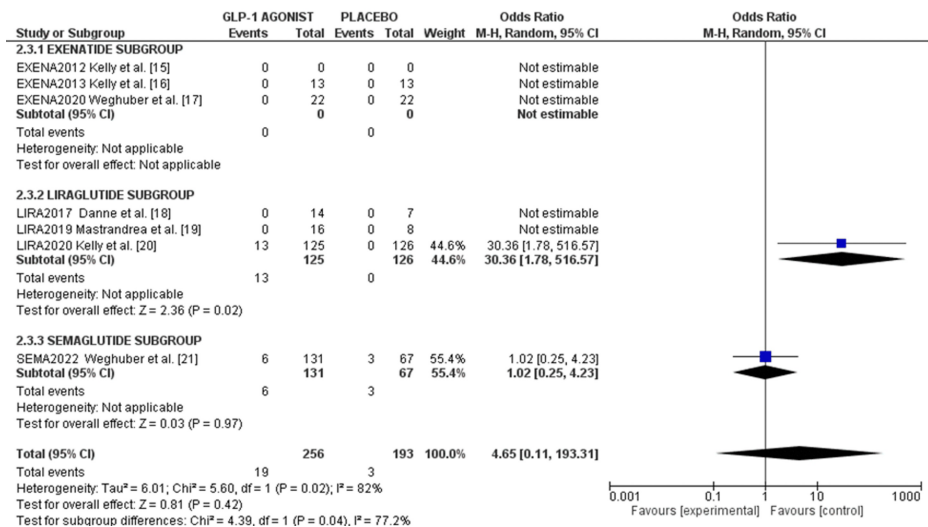 GLP-1 AGONIST PLACEBO Odds Ratio Odds Ratio
Study or Subgroup Events Total Events Total Weight M-H, Random, 95% CI M-H, Random, 95% CI
2.3.1 EXENATIDE SUBGROUP
EXENA2012 Kelly et al. [15] 0 0 0 0 Not estimable
EXENA2013 Kelly et al. [16] 0 13 0 13 Not estimable
EXENA2020 Weghuber et al. [17] 0 22 0 22 Not estimable
Subtotal (95% CI) 0 0 Not estimable
Total events 0 0
Heterogeneity: Not applicable
Test for overall effect: Not applicable
2.3.2 LIRAGLUTIDE SUBGROUP
LIRA2017 Danne et al. [18] 0 14 0 7 Not estimable
LIRA2019 Mastrandrea et al. [19] 0 16 0 8 Not estimable
LIRA2020 Kelly et al. [20] 13 125 0 126 44.6% 30.36 [1.78, 516.57]
Subtotal (95% CI) 125 126 44.6% 30.36 [1.78, 516.57]
Total events 13 0
Heterogeneity: Not applicable
Test for overall effect: Z = 2.36 (P = 0.02)
2.3.3 SEMAGLUTIDE SUBGROUP
SEMA2022 Weghuber et al. [21] 6 131 3 67 55.4% 1.02 [0.25, 4.23]
Subtotal (95% CI) 131 67 55.4% 1.02 [0.25, 4.23]
Total events 6 3
Heterogeneity: Not applicable
Test for overall effect: Z = 0.03 (P = 0.97)
Total (95% CI) 256 193 100.0% 4.65 [0.11, 193.31]
Total events 19 3
Heterogeneity: Tau² = 6.01; Chi² = 5.60, df = 1 (P = 0.02); I² = 82%
Test for overall effect: Z = 0.81 (P = 0.42)
Test for subgroup differences: Chi² = 4.39, df = 1 (P = 0.04), I² = 77.2%
0.001 0.1 1 10 1000
Favours [experimental] Favours [control]